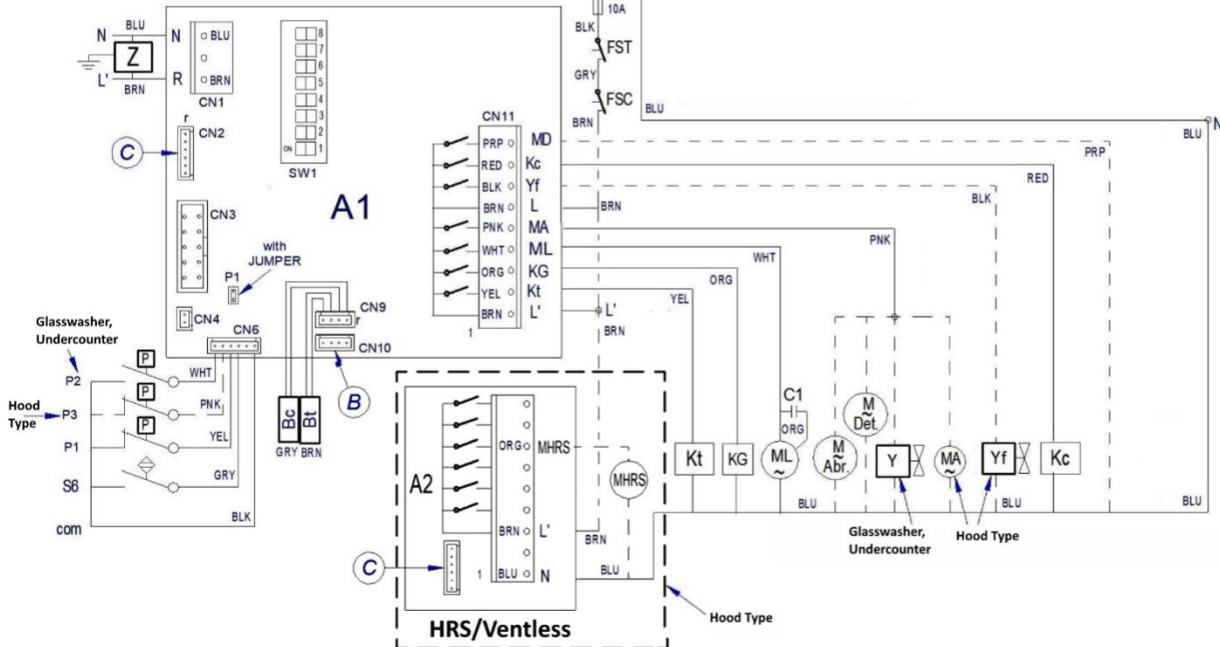 10A
BLK
FST
GRY
FSC
BRN
BLU
N
BLU
N BLU N BLU
Z
L' BRN R BRN
CN1
r
CN2
C
8
7
6
5
4
3
2
ON 1
SW1
A1
CN3
with
JUMPER
P1
CN4
CN6
CN9
r
CN10
B
CN11
PRP MD
RED Kc
BLK Yf
BRN L BRN
PNK MA
WHT ML
ORG KG
YEL Kt
BRN L' L'
1
BRN
PRP
RED
BLK
PNK
WHT
ORG
YEL
Glasswasher,
Undercounter
P2 P WHT
Hood
Type
P3 P PNK
P1 P YEL
S6 GRY
com BLK
Bc Bt
GRY BRN
A2
ORG MHRS
MHRS
BRN L' BRN
C
1 BLU N BLU
HRS/Ventless
Hood Type
Kt
KG
C1
ORG
ML
~
M
~
Abr.
M
~
Det.
Y
MA
~
Yf
Kc
BLU
BLU
BLU
Glasswasher,
Undercounter
Hood Type